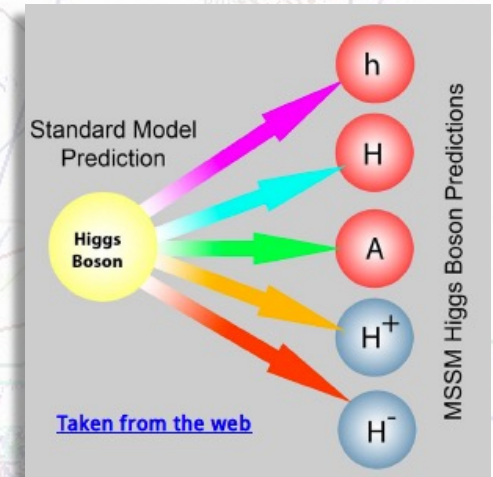 Standard Model
Prediction
Higgs
Boson
h
H
A
H⁺
H⁻
MSSM Higgs Boson Predictions
Taken from the web